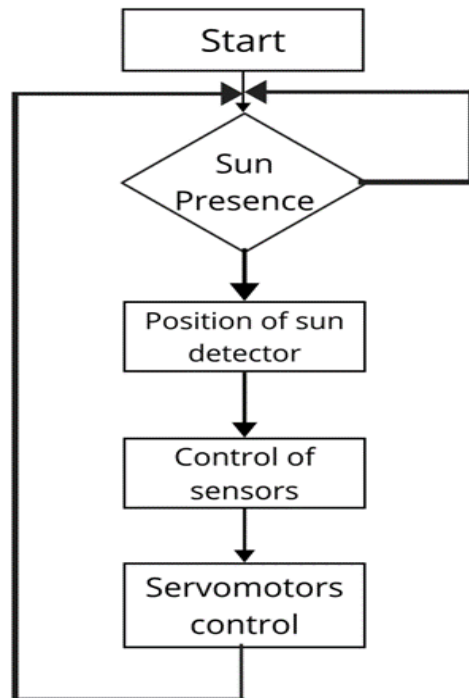 Start
Sun
Presence
Position of sun
detector
Control of
sensors
Servomotors
control